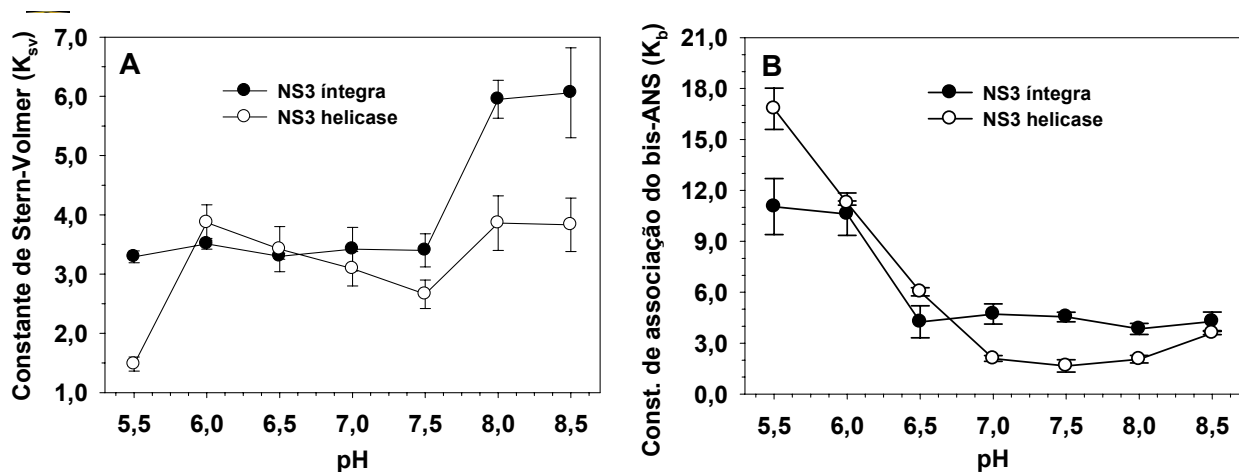 A
Constante de Stern-Volmer (Ksv)
7,0
6,0
5,0
4,0
3,0
2,0
1,0
NS3 íntegra
NS3 helicase
5,5 6,0 6,5 7,0 7,5 8,0 8,5
pH
B
Const. de associação do bis-ANS (Kb)
21,0
18,0
15,0
12,0
9,0
6,0
3,0
0,0
NS3 íntegra
NS3 helicase
5,5 6,0 6,5 7,0 7,5 8,0 8,5
pH